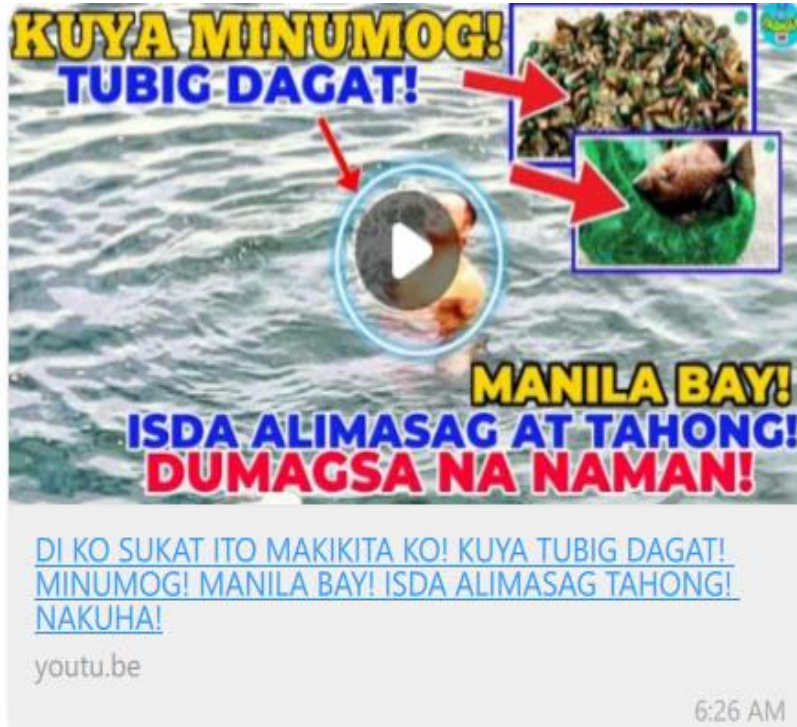 KUYA MINUMOG!
TUBIG DAGAT!
MANILA BAY!
ISDA ALIMASAG AT TAHONG!
DUMAGSA NA NAMAN!
DI KO SUKAT ITO MAKIKITA KO! KUYA TUBIG DAGAT!
MINUMOG! MANILA BAY! ISDA ALIMASAG TAHONG!
NAKUHA!
youtu.be
6:26 AM